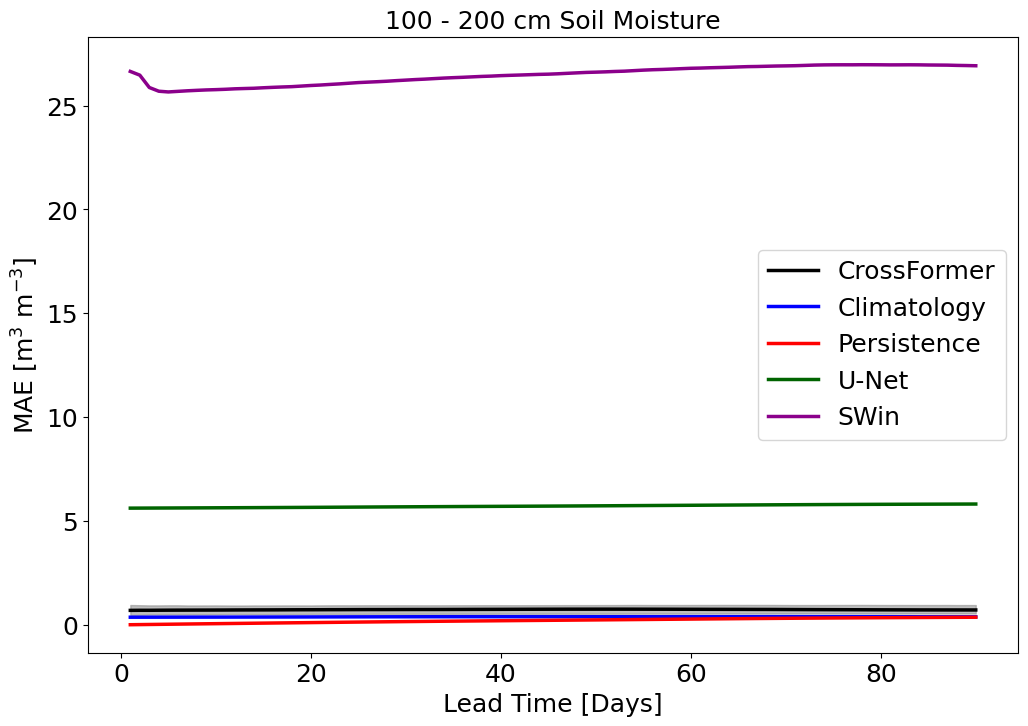 100 - 200 cm Soil Moisture
MAE [m³ m⁻³]
25
20
15
10
5
0
0 20 40 60 80
Lead Time [Days]
CrossFormer
Climatology
Persistence
U-Net
SWin